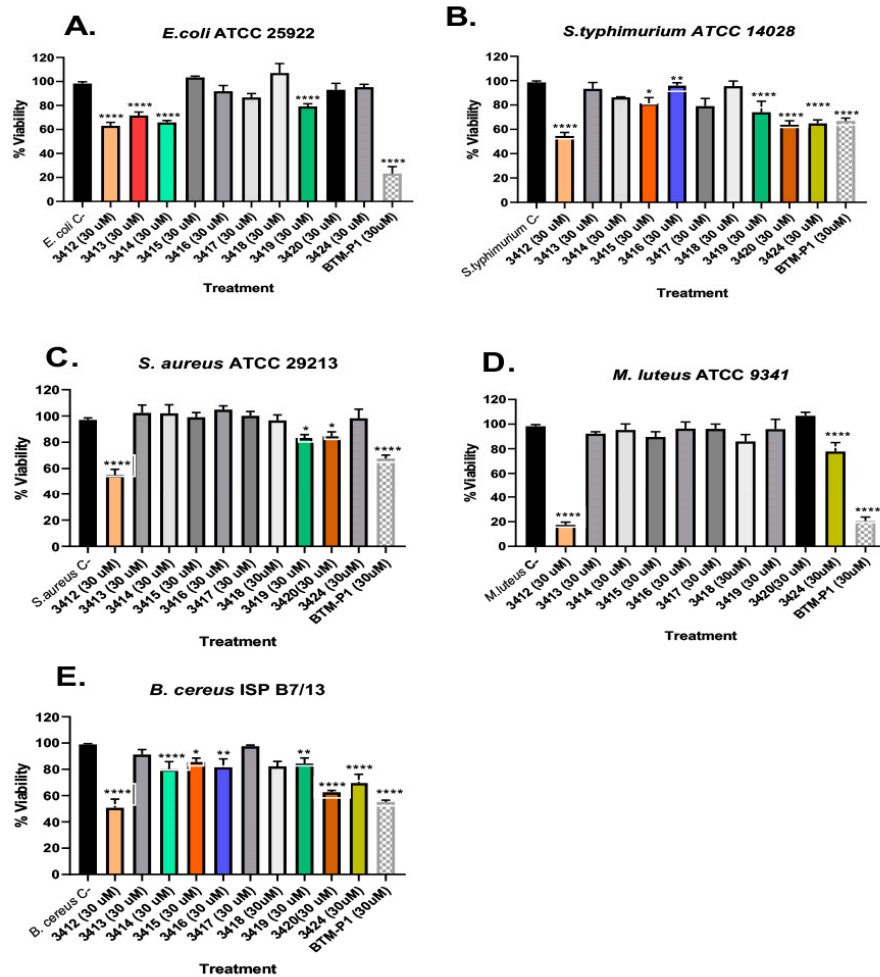 A.
E.coli ATCC 25922
% Viability
120
100
80
60
40
20
0
**** **** **** **** ****
E. coli C-
3412 (30 uM)
3413 (30 uM)
3414 (30 uM)
3415 (30 uM)
3416 (30 uM)
3417 (30 uM)
3418 (30 uM)
3419 (30 uM)
3420 (30 uM)
3424 (30 uM)
BTM-P1 (30uM)
Treatment
B.
S.typhimurium ATCC 14028
% Viability
120
100
80
60
40
20
0
**** * ** **** **** **** ****
S.typhimurium C-
3412 (30 uM)
3413 (30 uM)
3414 (30 uM)
3415 (30 uM)
3416 (30 uM)
3417 (30 uM)
3418 (30 uM)
3419 (30 uM)
3420 (30 uM)
3424 (30 uM)
BTM-P1 (30uM)
Treatment
C.
S. aureus ATCC 29213
% Viability
120
100
80
60
40
20
0
**** * * ****
S.aureus C-
3412 (30 uM)
3413 (30 uM)
3414 (30 uM)
3415 (30 uM)
3416 (30 uM)
3417 (30 uM)
3418 (30uM)
3419 (30 uM)
3420(30 uM)
3424 (30uM)
BTM-P1 (30uM)
Treatment
D.
M. luteus ATCC 9341
% Viability
120
100
80
60
40
20
0
**** **** ****
M.luteus C-
3412 (30 uM)
3413 (30 uM)
3414 (30 uM)
3415 (30 uM)
3416 (30 uM)
3417 (30 uM)
3418 (30uM)
3419 (30 uM)
3420(30 uM)
3424 (30uM)
BTM-P1 (30uM)
Treatment
E.
B. cereus ISP B7/13
% Viability
120
100
80
60
40
20
0
**** **** * ** ** **** **** ****
B. cereus C-
3412 (30 uM)
3413 (30 uM)
3414 (30 uM)
3415 (30 uM)
3416 (30 uM)
3417 (30 uM)
3418 (30uM)
3419 (30 uM)
3420(30 uM)
3424 (30uM)
BTM-P1 (30uM)
Treatment